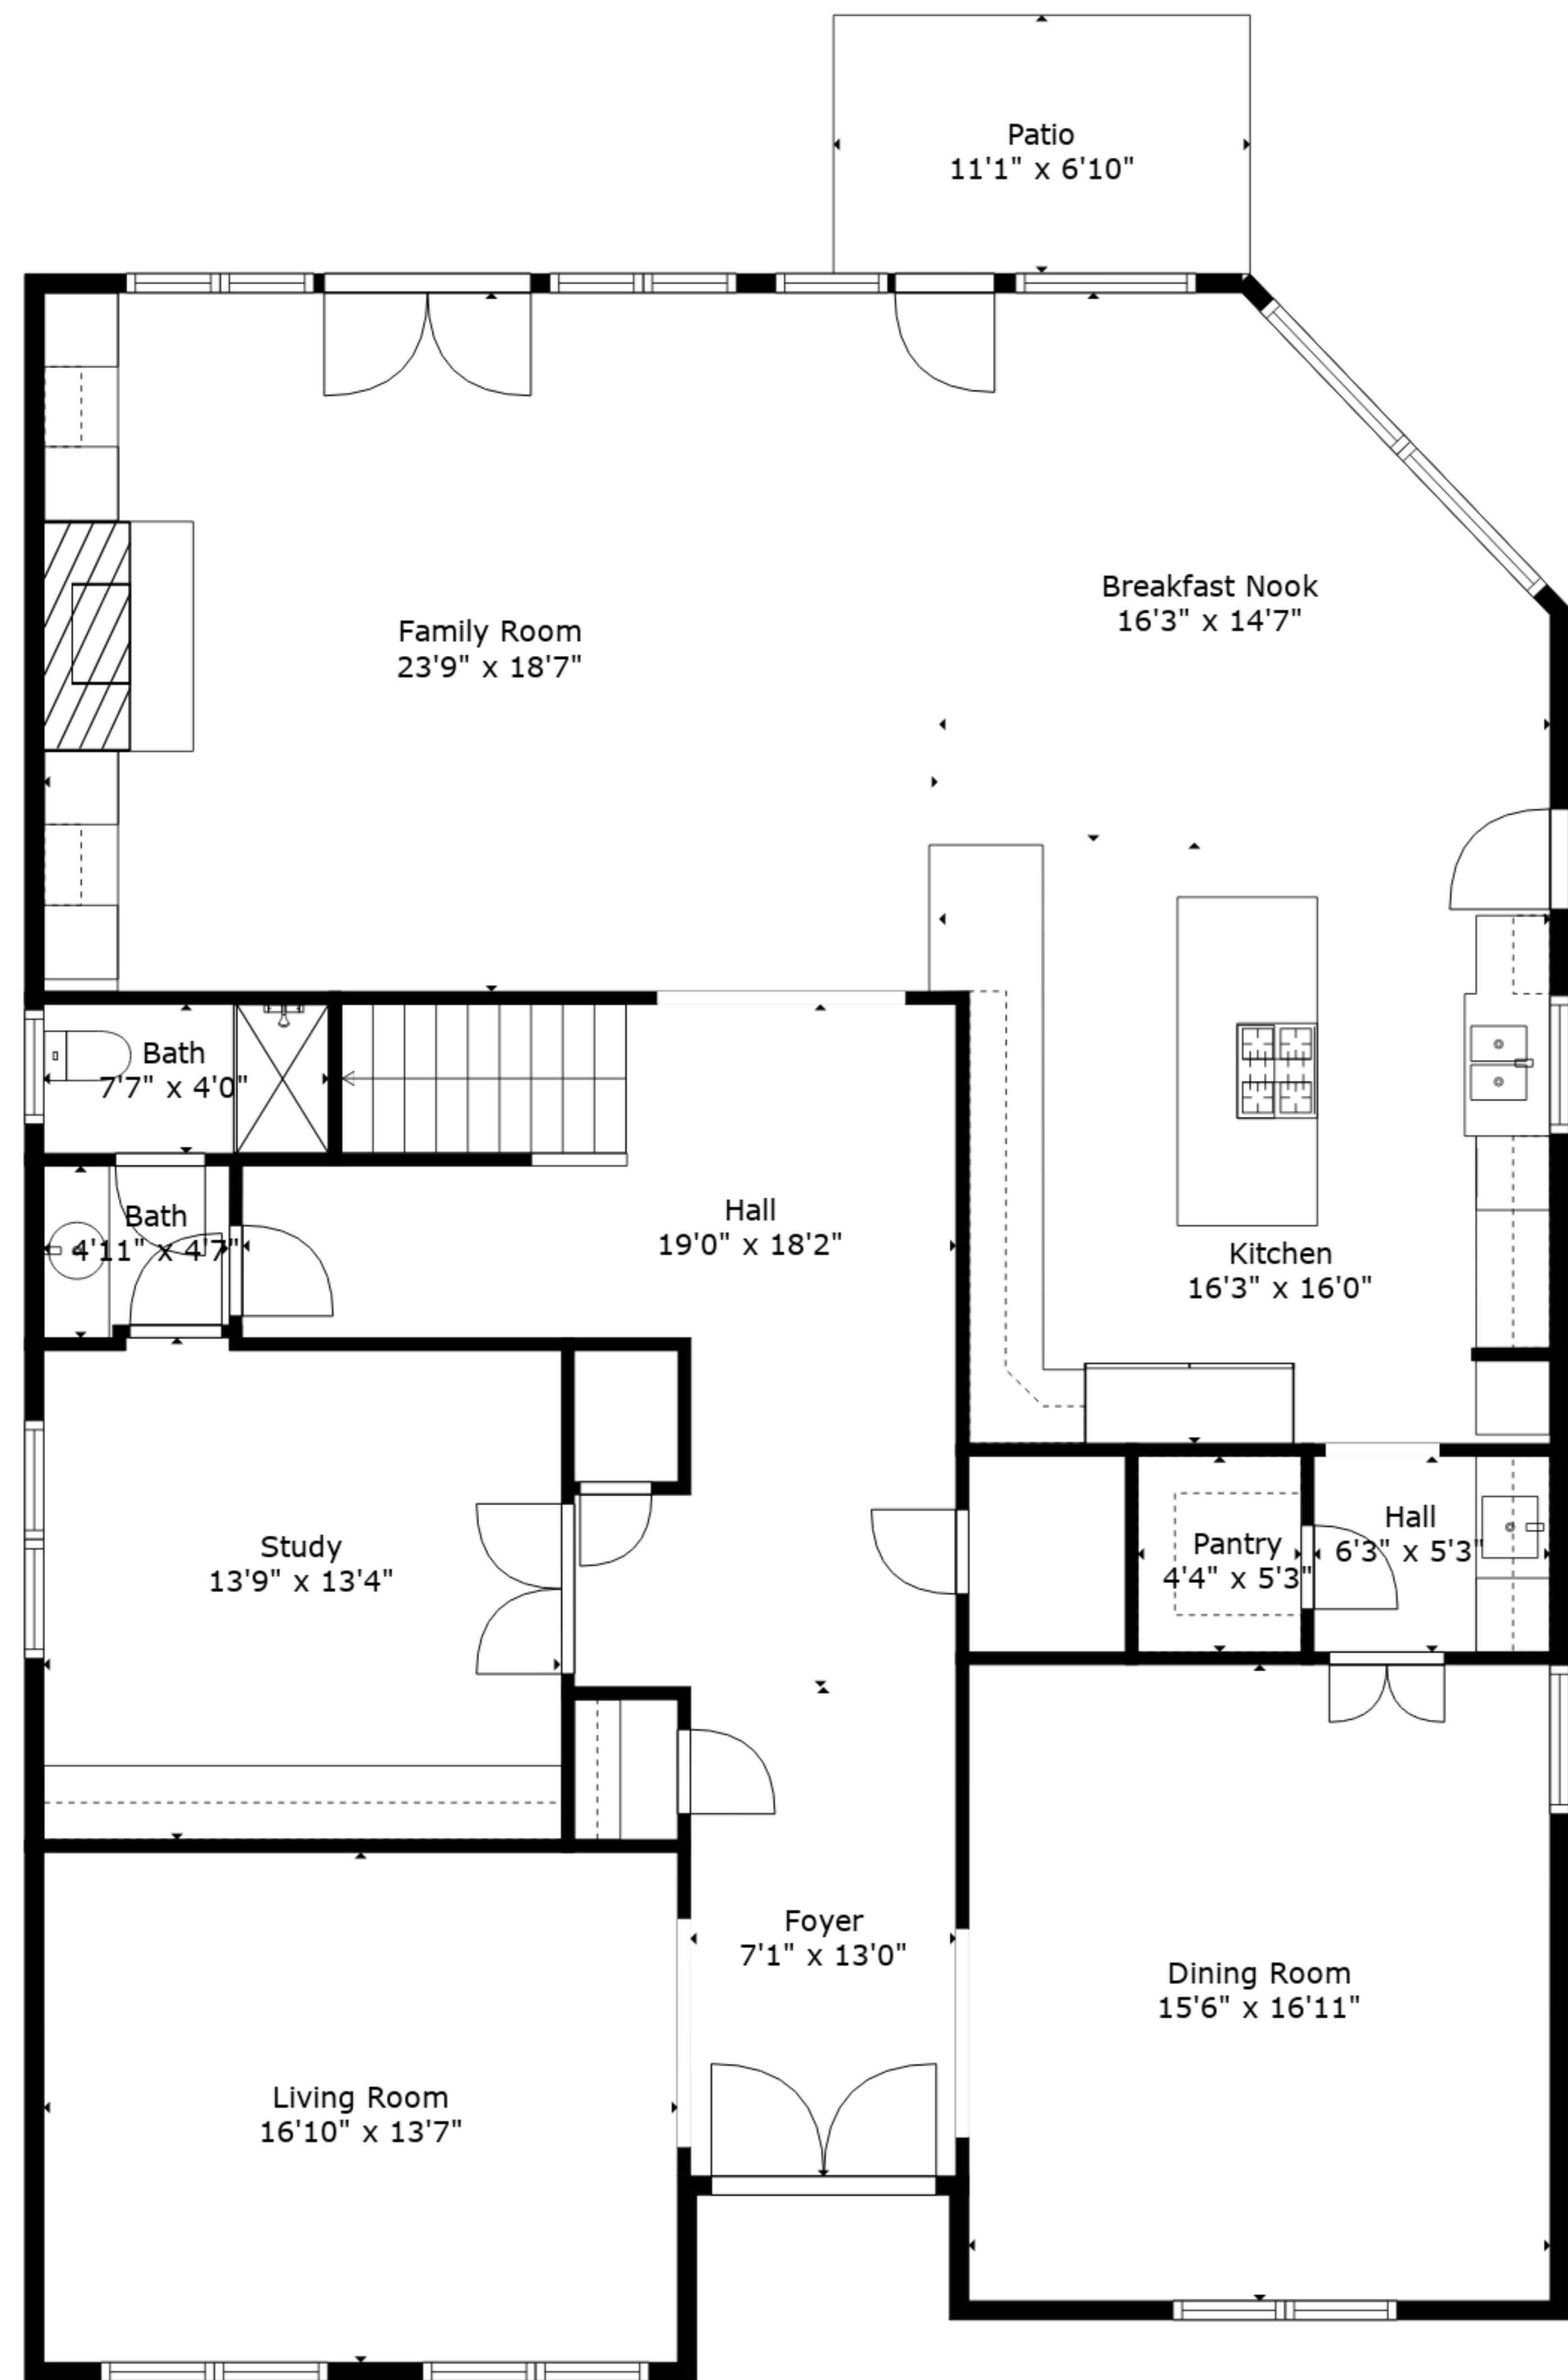 Patio
11'1" x 6'10"
Breakfast Nook
16'3" x 14'7"
Family Room
23'9" x 18'7"
Bath
7'7" x 4'0"
Bath
4'11" x 4'7"
Hall
19'0" x 18'2"
Kitchen
16'3" x 16'0"
Study
13'9" x 13'4"
Pantry
4'4" x 5'3"
Hall
6'3" x 5'3"
Foyer
7'1" x 13'0"
Dining Room
15'6" x 16'11"
Living Room
16'10" x 13'7"